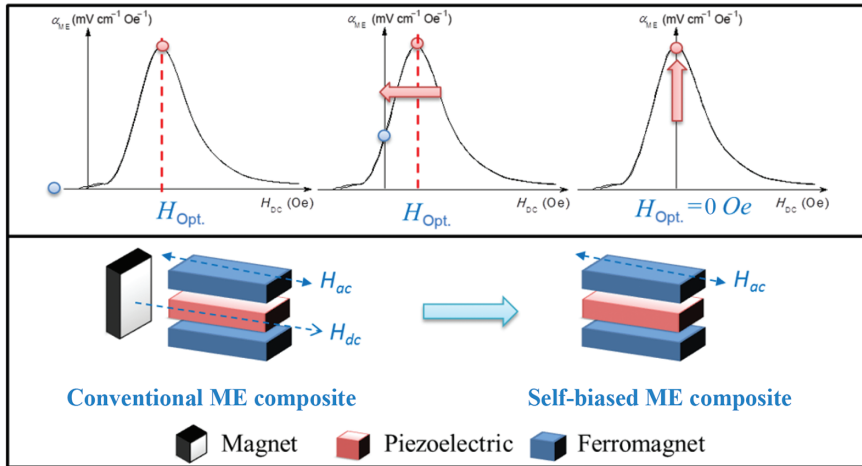 α_ME (mV cm⁻¹ Oe⁻¹) α_ME (mV cm⁻¹ Oe⁻¹) α_ME (mV cm⁻¹ Oe⁻¹)
H_DC (Oe) H_DC (Oe) H_DC (Oe)
H_Opt. H_Opt. H_Opt. = 0 Oe
H_ac H_ac
H_dc
Conventional ME composite Self-biased ME composite
Magnet Piezoelectric Ferromagnet